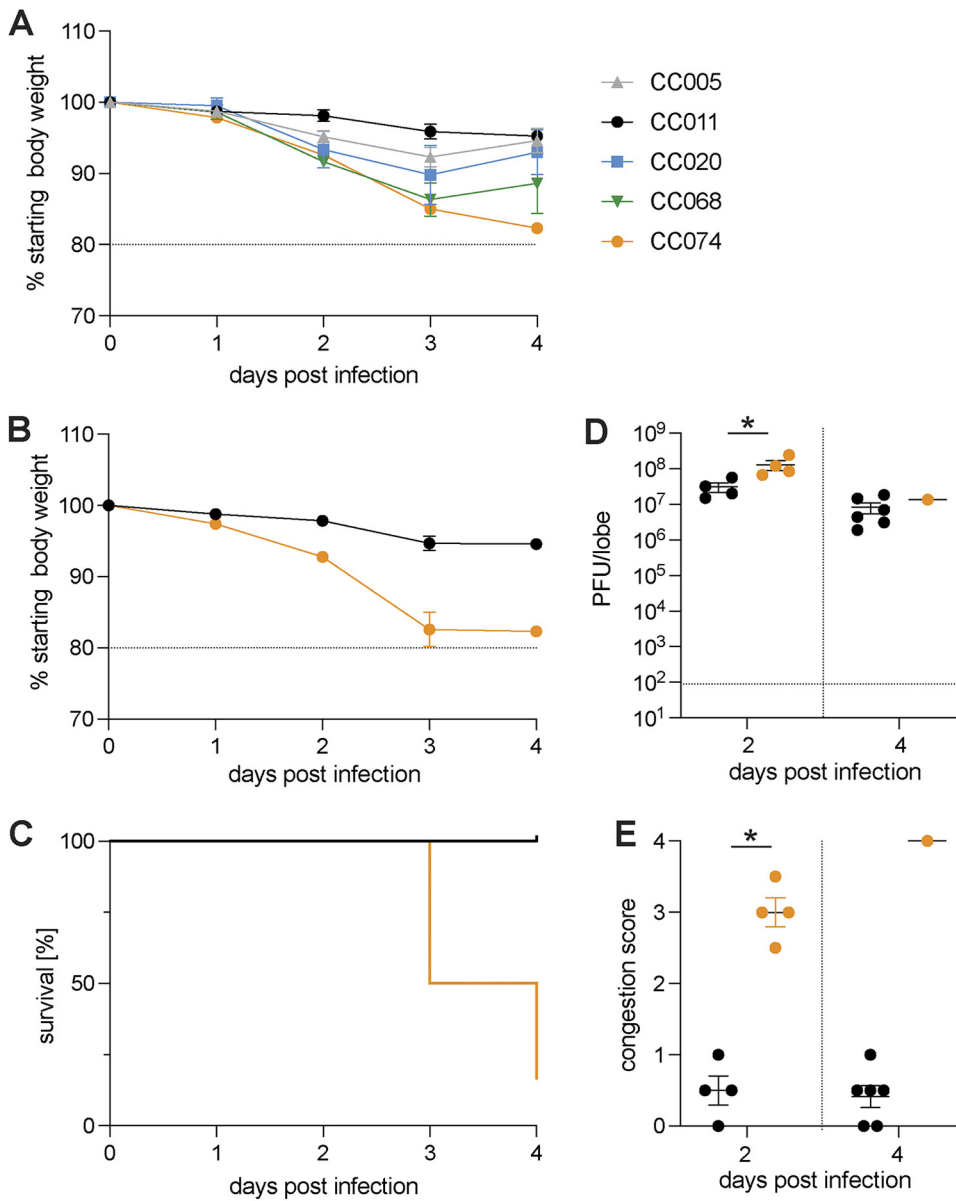 A
110
100
90
80
70
% starting body weight
0 1 2 3 4
days post infection
CC005
CC011
CC020
CC068
CC074
B
110
100
90
80
70
% starting body weight
0 1 2 3 4
days post infection
C
100
50
0
survival [%]
0 1 2 3 4
days post infection
D
10⁹
10⁸
10⁷
10⁶
10⁵
10⁴
10³
10²
10¹
PFU/lobe
*
2 4
days post infection
E
4
3
2
1
0
congestion score
*
2 4
days post infection